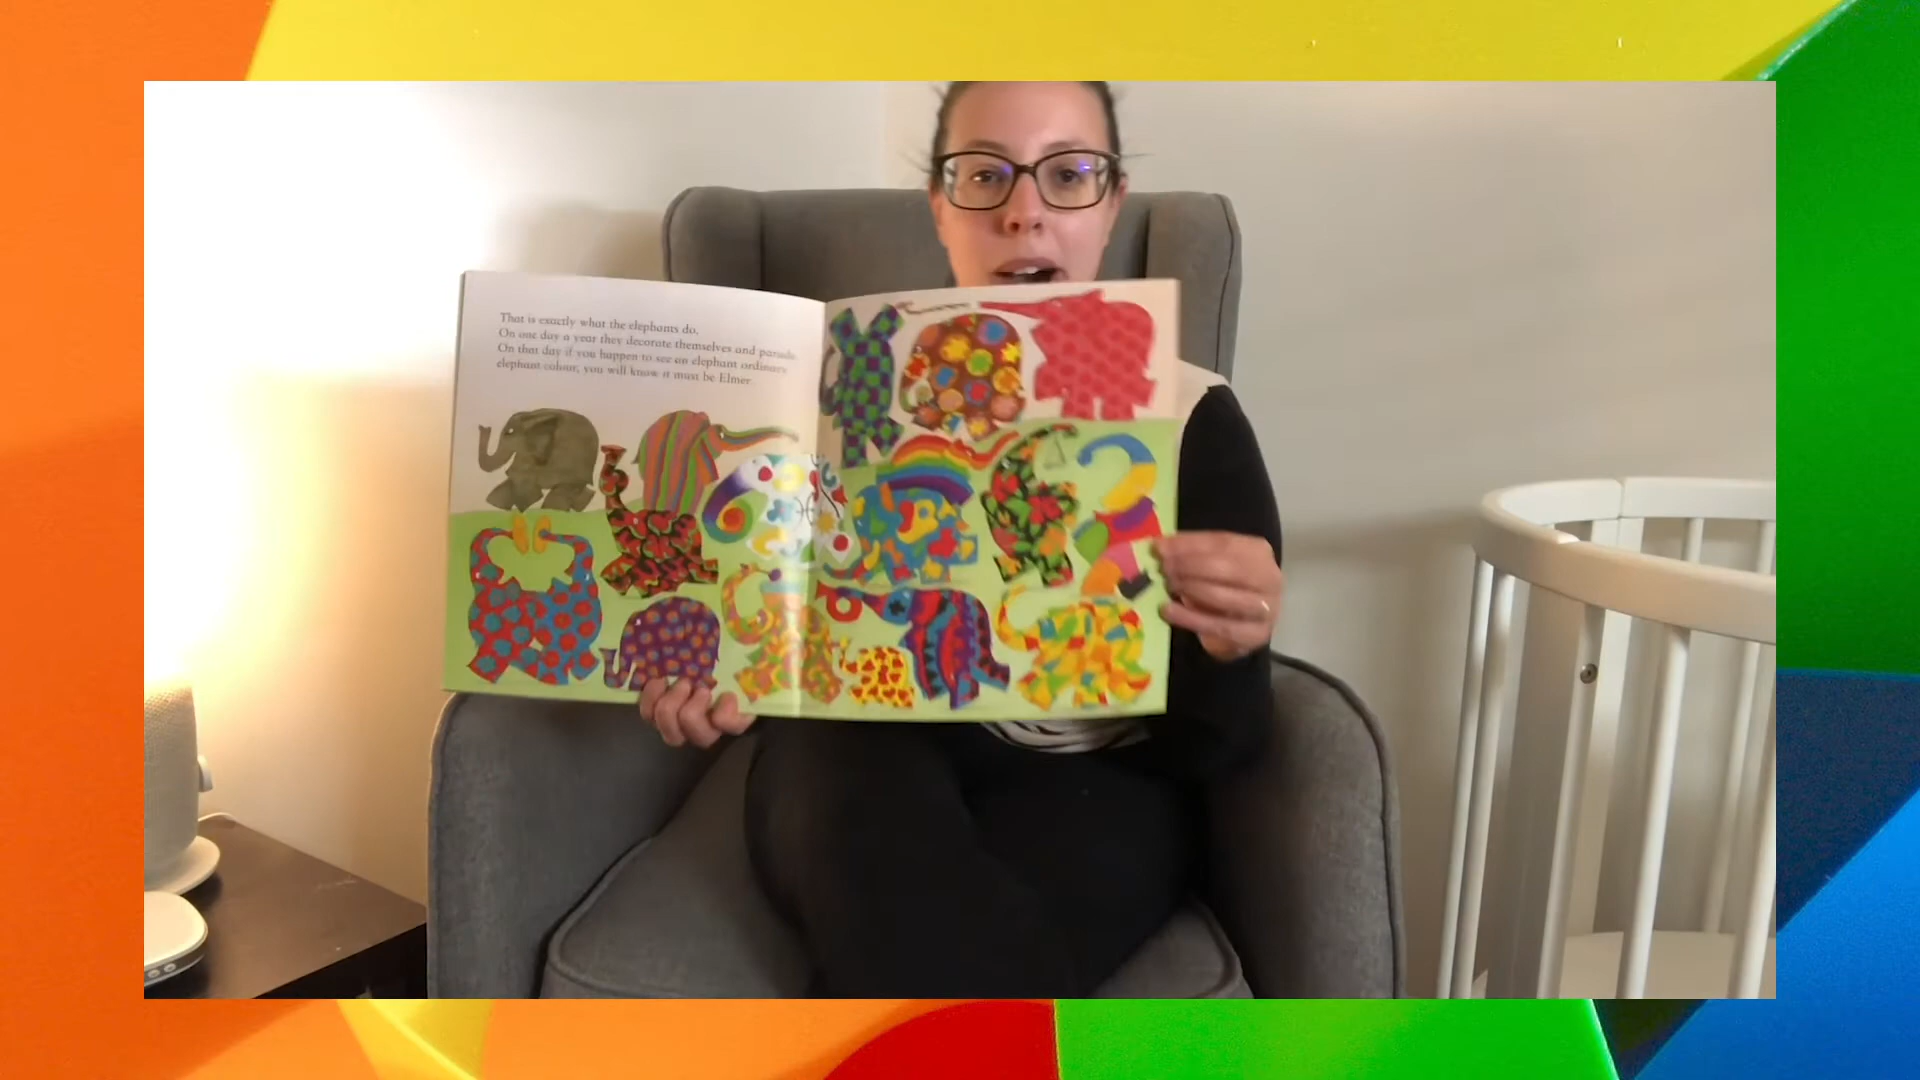 That is exactly what the elephants do.
On one day a year they decorate themselves and parade.
On that day if you happen to see an elephant ordinary
elephant colour, you will know it must be Elmer.